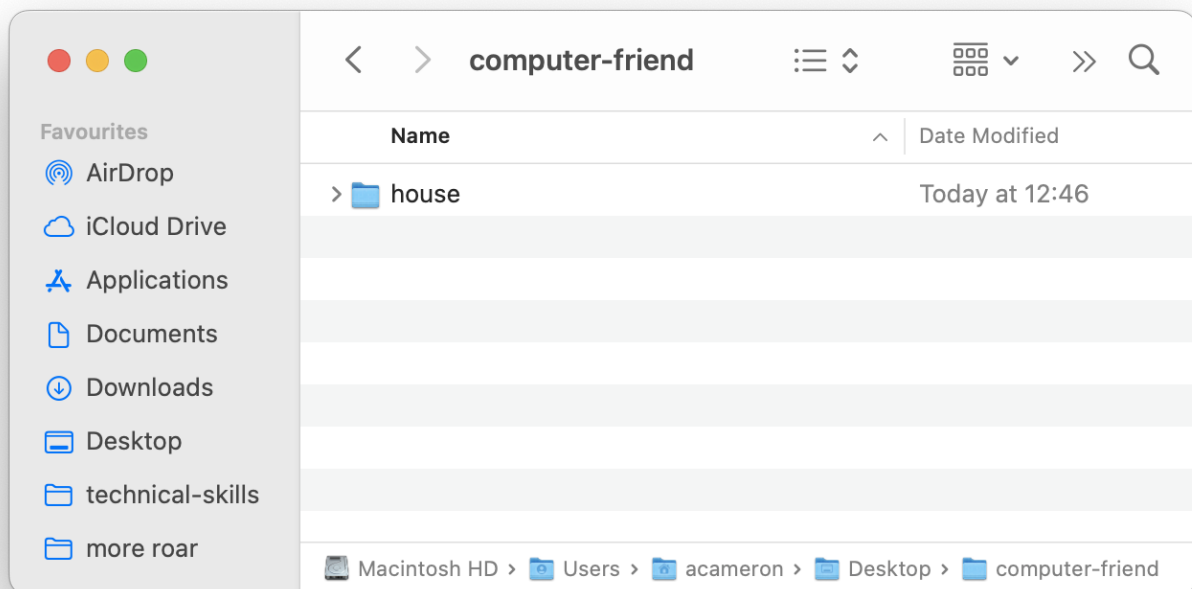 computer-friend
Favourites
AirDrop
iCloud Drive
Applications
Documents
Downloads
Desktop
technical-skills
more roar
Name Date Modified
house Today at 12:46
Macintosh HD › Users › acameron › Desktop › computer-friend